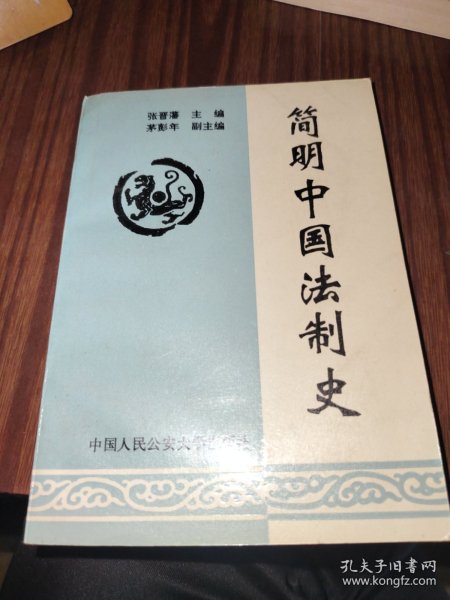 张晋藩 主 编
茅彭年 副主编
简明中国法制史
中国人民公安大学出版社
孔夫子旧书网
www.kongfz.com